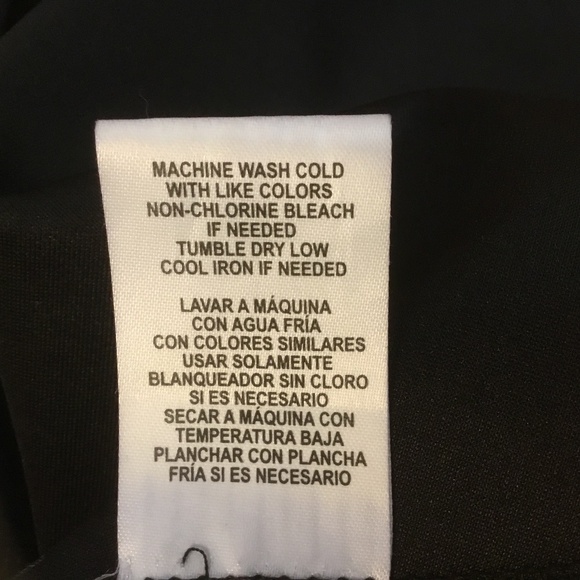 MACHINE WASH COLD
WITH LIKE COLORS
NON-CHLORINE BLEACH
IF NEEDED
TUMBLE DRY LOW
COOL IRON IF NEEDED
LAVAR A MÁQUINA
CON AGUA FRÍA
CON COLORES SIMILARES
USAR SOLAMENTE
BLANQUEADOR SIN CLORO
SI ES NECESARIO
SECAR A MÁQUINA CON
TEMPERATURA BAJA
PLANCHAR CON PLANCHA
FRÍA SI ES NECESARIO